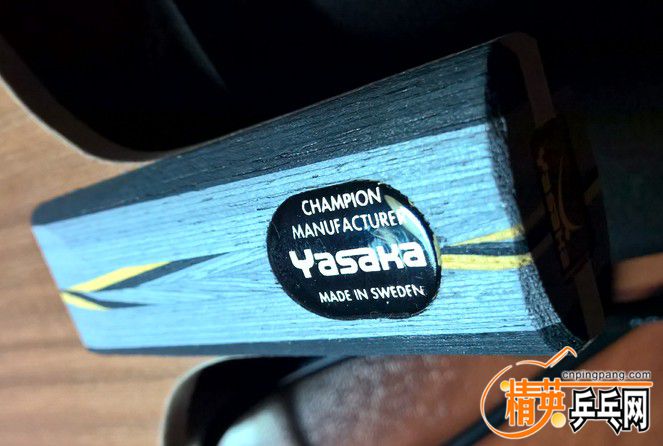 CHAMPION
MANUFACTURER
Yasaka
MADE IN SWEDEN
cnpingpang.com
精英乒乓网